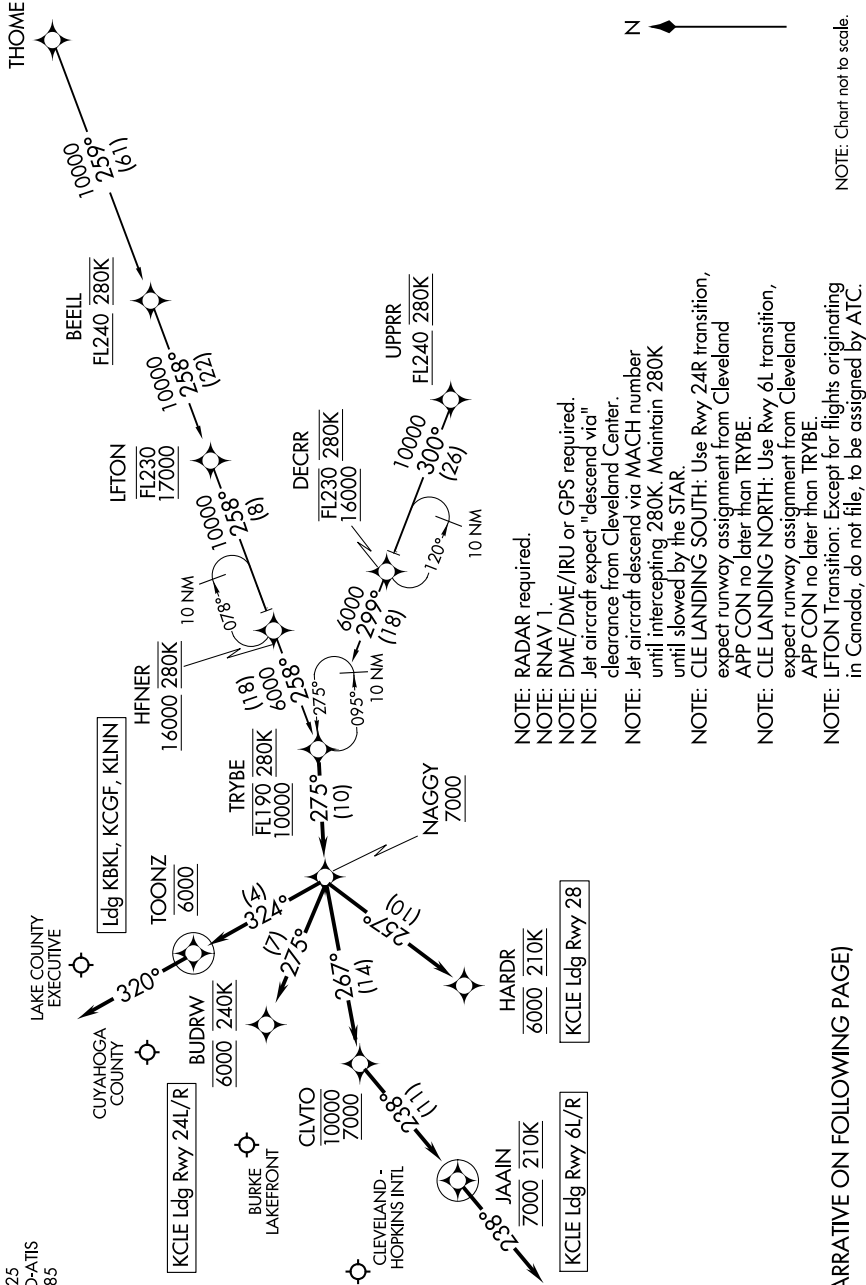 25
D-ATIS
85
THOME
10000
259°
(61)
BEELL
FL240 280K
10000
258°
(22)
LFTON
FL230
17000
10000
258°
(8)
10 NM
078°
HFNER
16000 280K
(18)
6000
258°
UPPRR
FL240 280K
10000
300°
(26)
DECRR
FL230 280K
16000
120°
10 NM
6000
299°
(18)
275°
095°
10 NM
TRYBE
FL190 280K
10000
275°
(10)
NAGGY
7000
Ldg KBKL, KCGF, KLNN
TOONZ
6000
(4)
324°
320°
LAKE COUNTY
EXECUTIVE
CUYAHOGA
COUNTY
BUDRW
6000 240K
(7)
275°
KCLE Ldg Rwy 24L/R
BURKE
LAKEFRONT
267°
(14)
CLVTO
10000
7000
257°
(10)
HARDR
6000 210K
KCLE Ldg Rwy 28
238°
(11)
JAAIN
7000 210K
238°
KCLE Ldg Rwy 6L/R
CLEVELAND -
HOPKINS INTL
N
NOTE: RADAR required.
NOTE: RNAV 1.
NOTE: DME/DME/IRU or GPS required.
NOTE: Jet aircraft expect "descend via"
clearance from Cleveland Center.
NOTE: Jet aircraft descend via MACH number
until intercepting 280K. Maintain 280K
until slowed by the STAR.
NOTE: CLE LANDING SOUTH: Use Rwy 24R transition,
expect runway assignment from Cleveland
APP CON no later than TRYBE.
NOTE: CLE LANDING NORTH: Use Rwy 6L transition,
expect runway assignment from Cleveland
APP CON no later than TRYBE.
NOTE: LFTON Transition: Except for flights originating
in Canada, do not file, to be assigned by ATC.
NOTE: Chart not to scale.
ARRATIVE ON FOLLOWING PAGE)